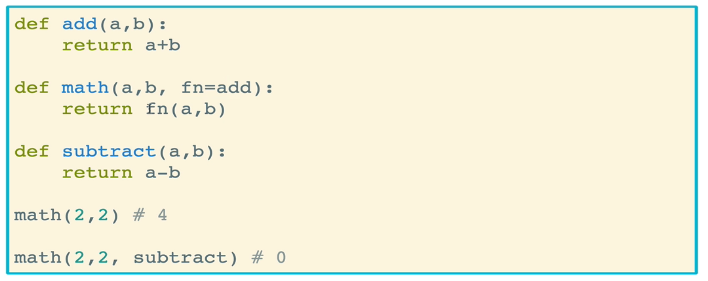 def add(a,b):
    return a+b
def math(a,b, fn=add):
    return fn(a,b)
def subtract(a,b):
    return a-b
math(2,2) # 4
math(2,2, subtract) # 0